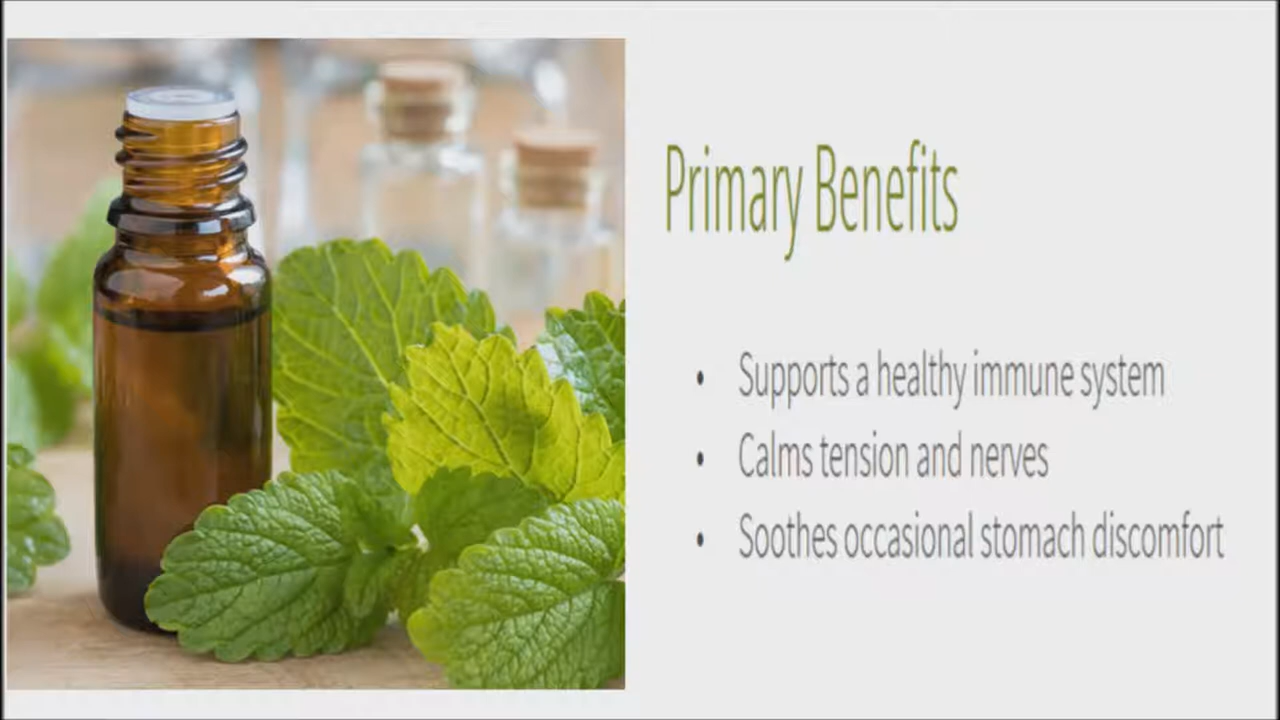 Primary Benefits
• Supports a healthy immune system
• Calms tension and nerves
• Soothes occasional stomach discomfort